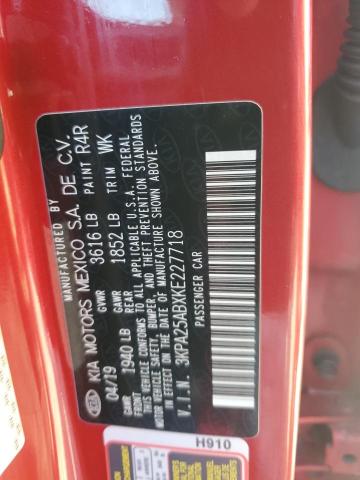 MANUFACTURED BY
KIA KIA MOTORS MEXICO S.A. DE C.V.
04/19 GVWR 3616 LB PAINT R4R
GAWR FRONT 1940 LB GAWR REAR 1852 LB TRIM WK
THIS VEHICLE CONFORMS TO ALL APPLICABLE U.S.A. FEDERAL
MOTOR VEHICLE SAFETY, BUMPER, AND THEFT PREVENTION STANDARDS
IN EFFECT ON THE DATE OF MANUFACTURE SHOWN ABOVE.
V.I.N. 3KPA25ABXKE227718
PASSENGER CAR
H910